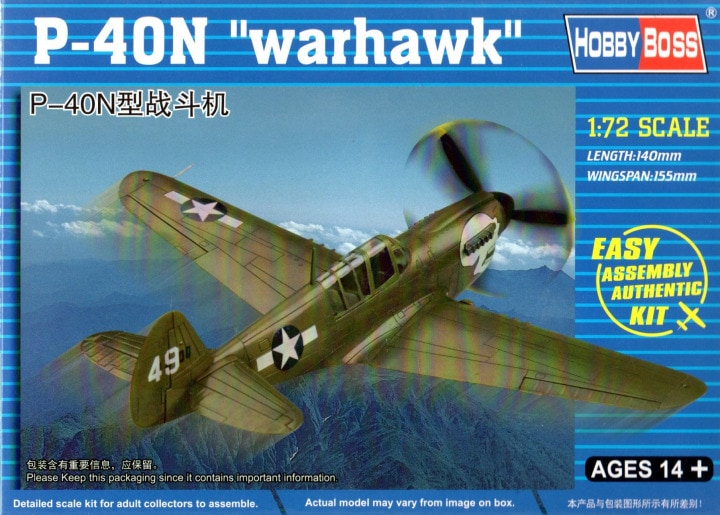 P-40N "warhawk"
HOBBY BOSS
®
P-40N型战斗机
1:72 SCALE
LENGTH:140mm
WINGSPAN:155mm
EASY
ASSEMBLY
AUTHENTIC
KIT
49
包装含有重要信息，应保留。
Please Keep this packaging since it contains important information.
AGES 14 +
Detailed scale kit for adult collectors to assemble.
Actual model may vary from image on box.
本产品与包装图形所示有所差别！